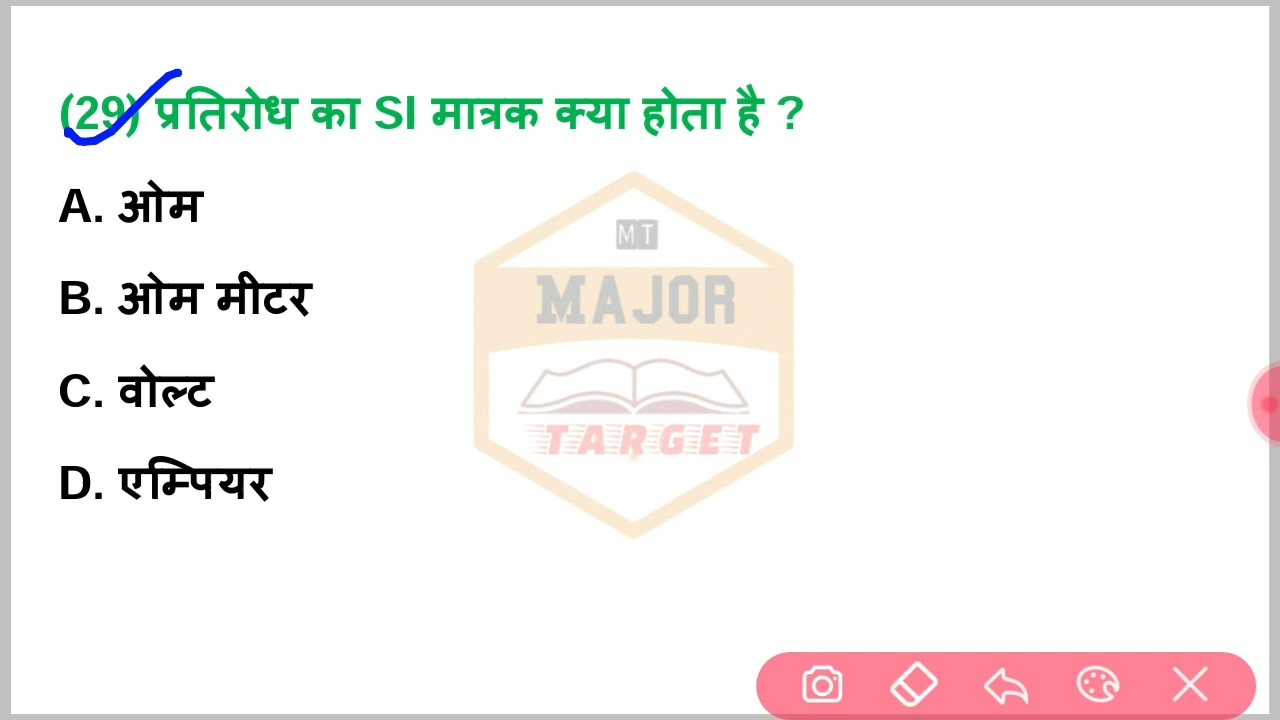 (29) प्रतिरोध का SI मात्रक क्या होता है ?
A. ओम
MT
B. ओम मीटर
MAJOR
C. वोल्ट
TARGET
D. एम्पियर